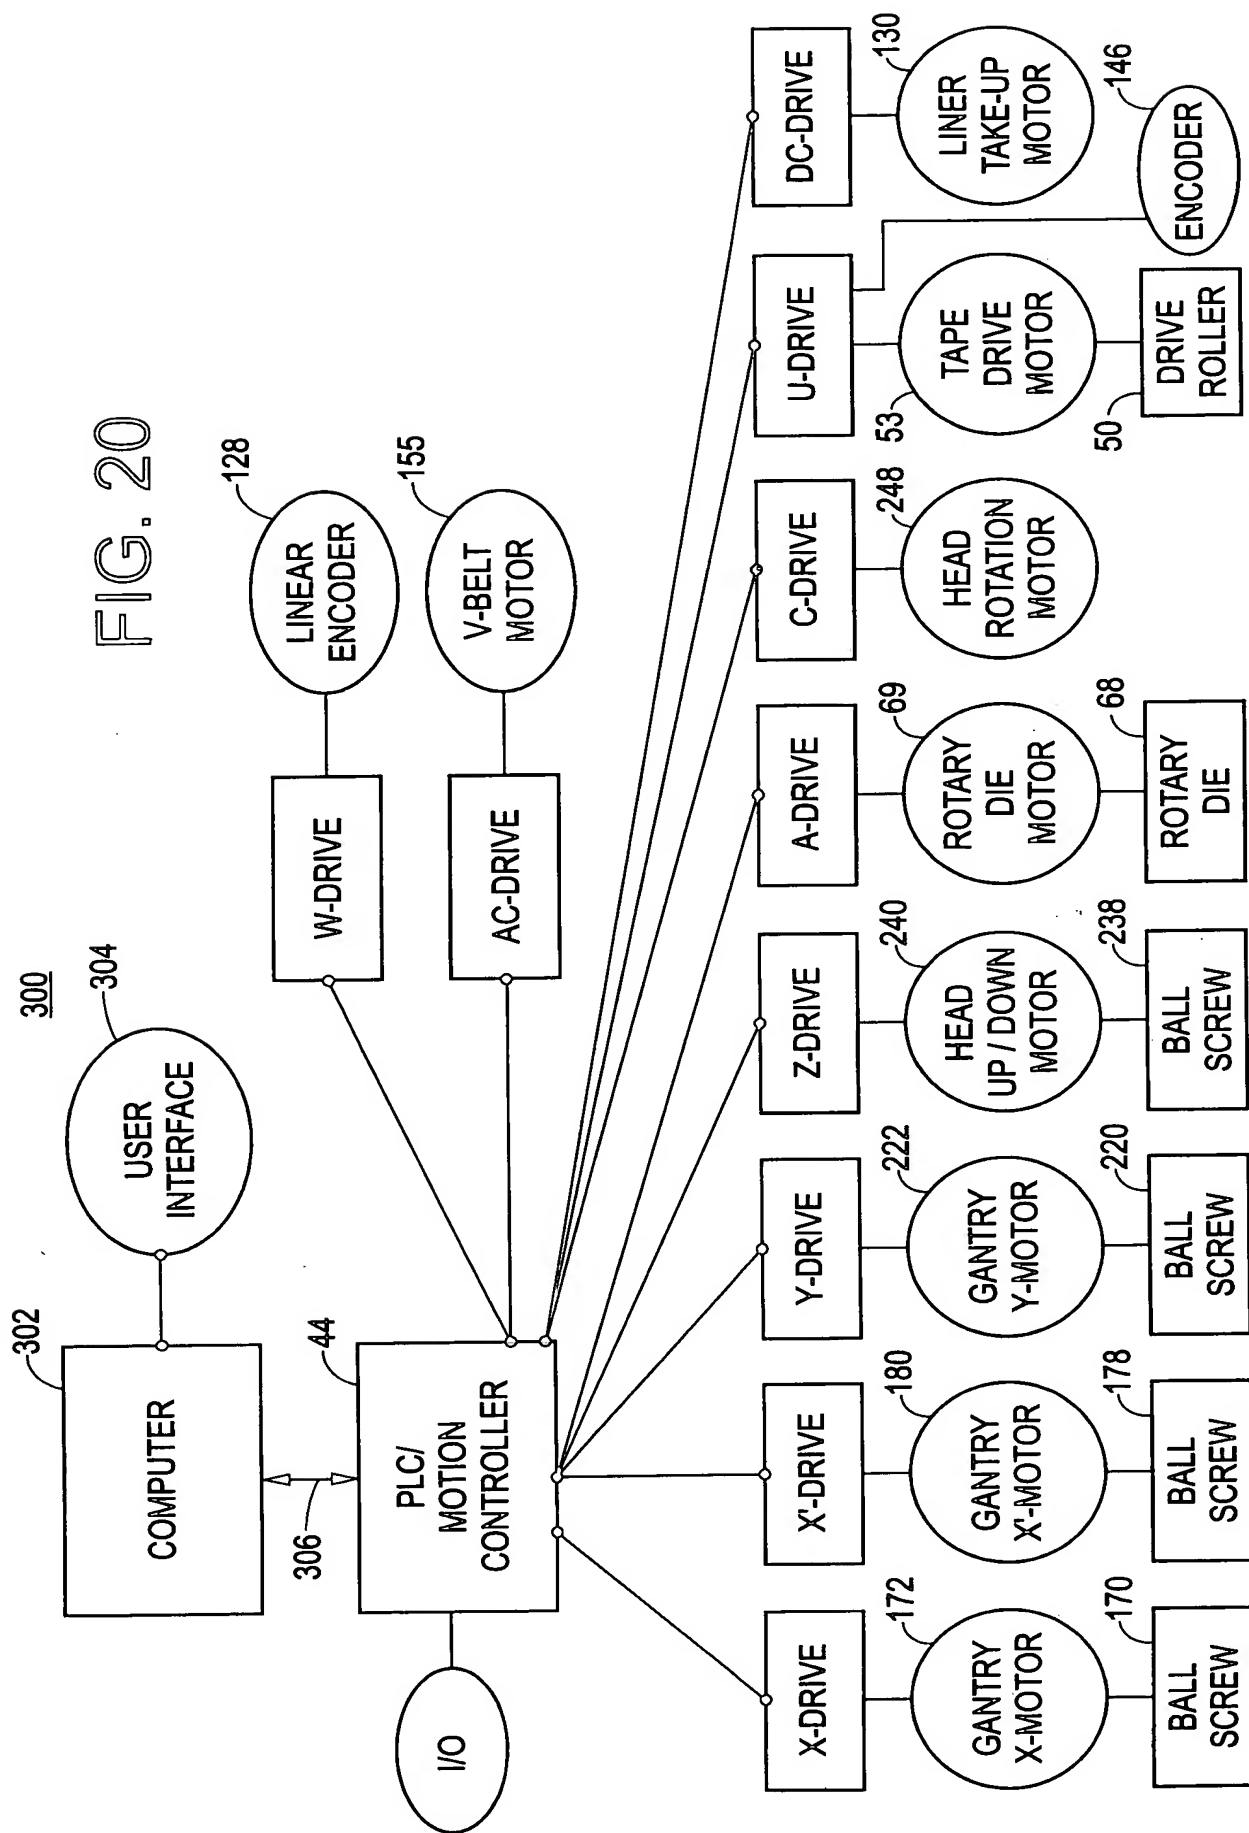 FIG. 20
300
302
COMPUTER
304
USER
INTERFACE
306
44
PLC/
MOTION
CONTROLLER
I/O
W-DRIVE
128
LINEAR
ENCODER
AC-DRIVE
155
V-BELT
MOTOR
X-DRIVE
172
GANTRY
X-MOTOR
170
BALL
SCREW
X'-DRIVE
180
GANTRY
X'-MOTOR
178
BALL
SCREW
Y-DRIVE
222
GANTRY
Y-MOTOR
220
BALL
SCREW
Z-DRIVE
240
HEAD
UP / DOWN
MOTOR
238
BALL
SCREW
A-DRIVE
69
ROTARY
DIE
MOTOR
68
ROTARY
DIE
C-DRIVE
248
HEAD
ROTATION
MOTOR
U-DRIVE
53
TAPE
DRIVE
MOTOR
50
DRIVE
ROLLER
DC-DRIVE
130
LINER
TAKE-UP
MOTOR
146
ENCODER